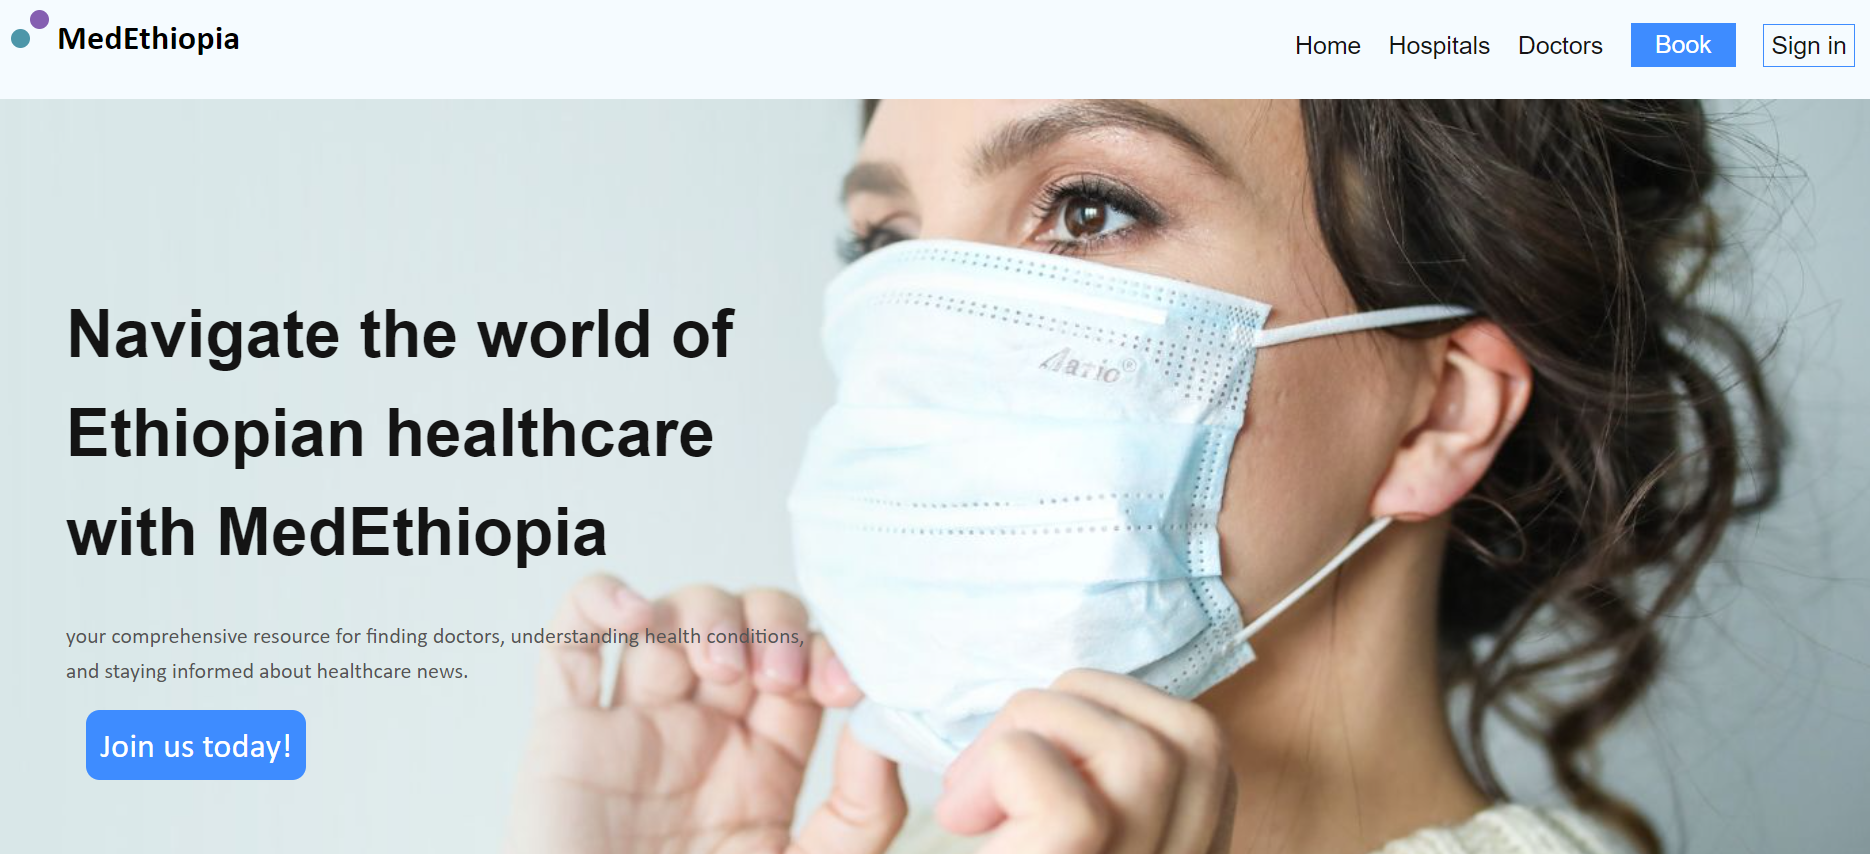 MedEthiopia
Home Hospitals Doctors Book Sign in
Navigate the world of
Ethiopian healthcare
with MedEthiopia
your comprehensive resource for finding doctors, understanding health conditions,
and staying informed about healthcare news.
Join us today!